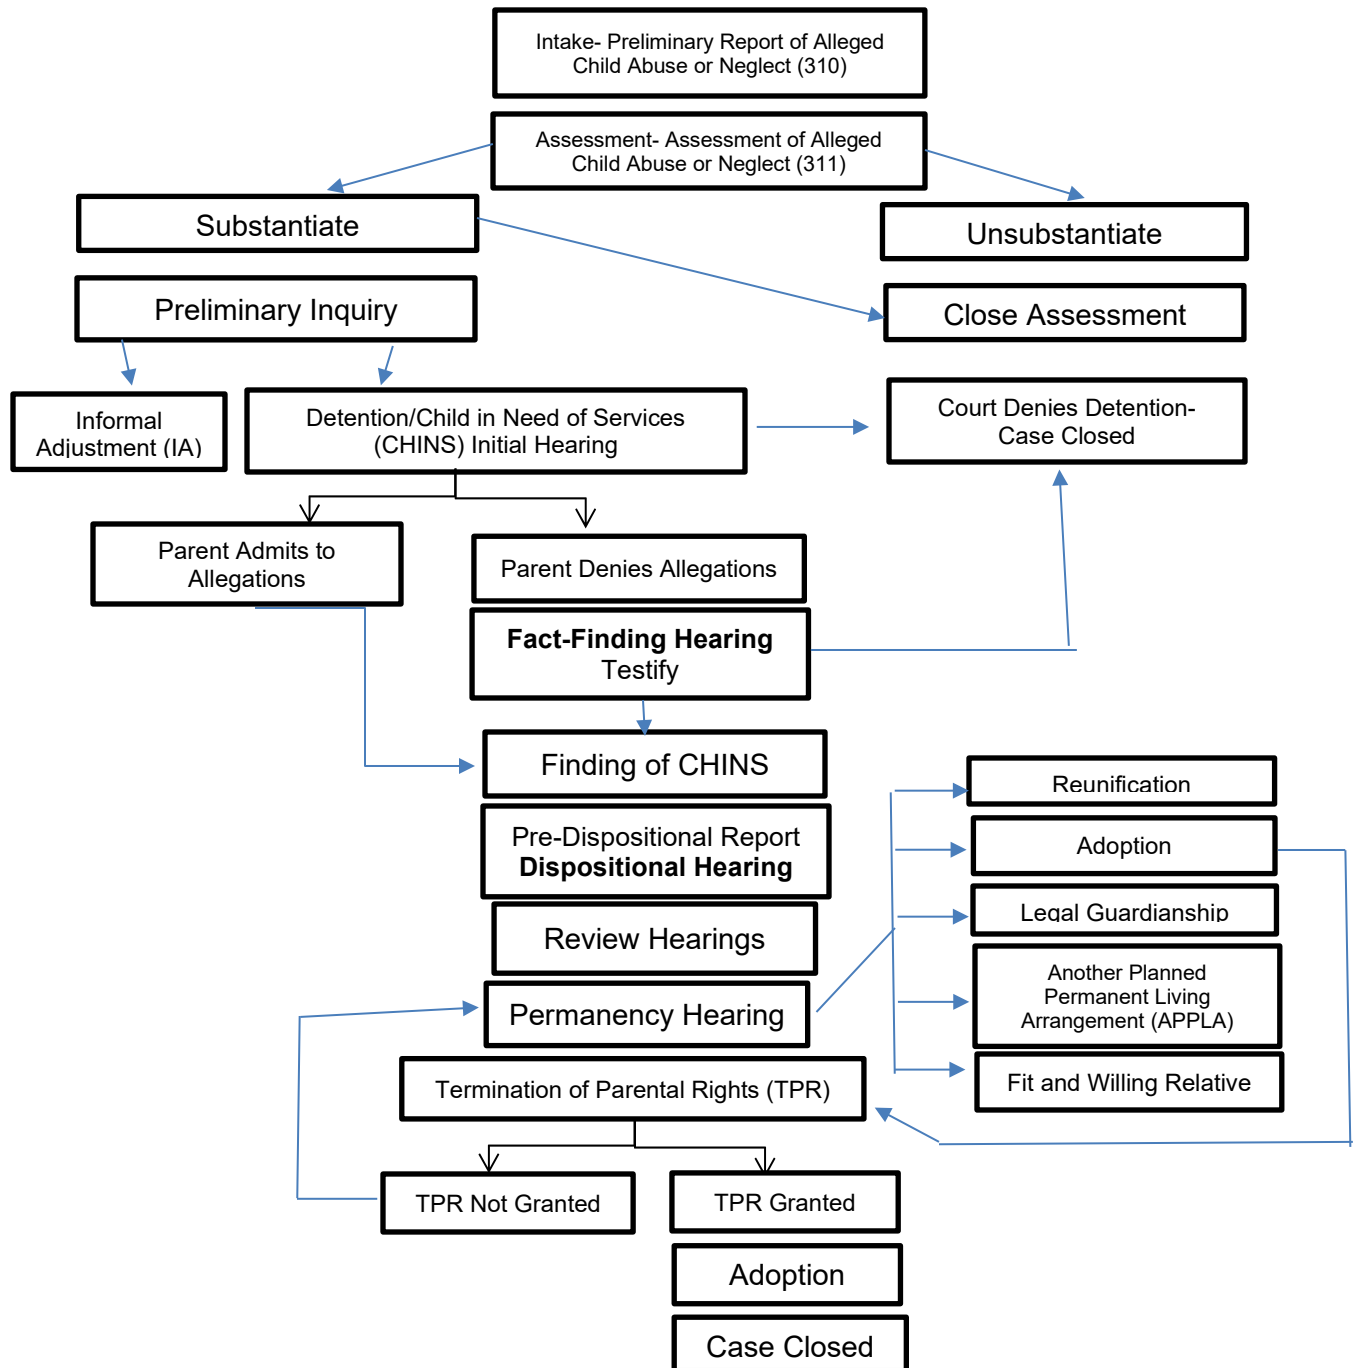 Intake- Preliminary Report of Alleged
Child Abuse or Neglect (310)
Assessment- Assessment of Alleged
Child Abuse or Neglect (311)
Substantiate
Unsubstantiate
Preliminary Inquiry
Close Assessment
Informal
Adjustment (IA)
Detention/Child in Need of Services
(CHINS) Initial Hearing
Court Denies Detention-
Case Closed
Parent Admits to
Allegations
Parent Denies Allegations
Fact-Finding Hearing
Testify
Finding of CHINS
Pre-Dispositional Report
Dispositional Hearing
Review Hearings
Permanency Hearing
Reunification
Adoption
Legal Guardianship
Another Planned
Permanent Living
Arrangement (APPLA)
Fit and Willing Relative
Termination of Parental Rights (TPR)
TPR Not Granted
TPR Granted
Adoption
Case Closed